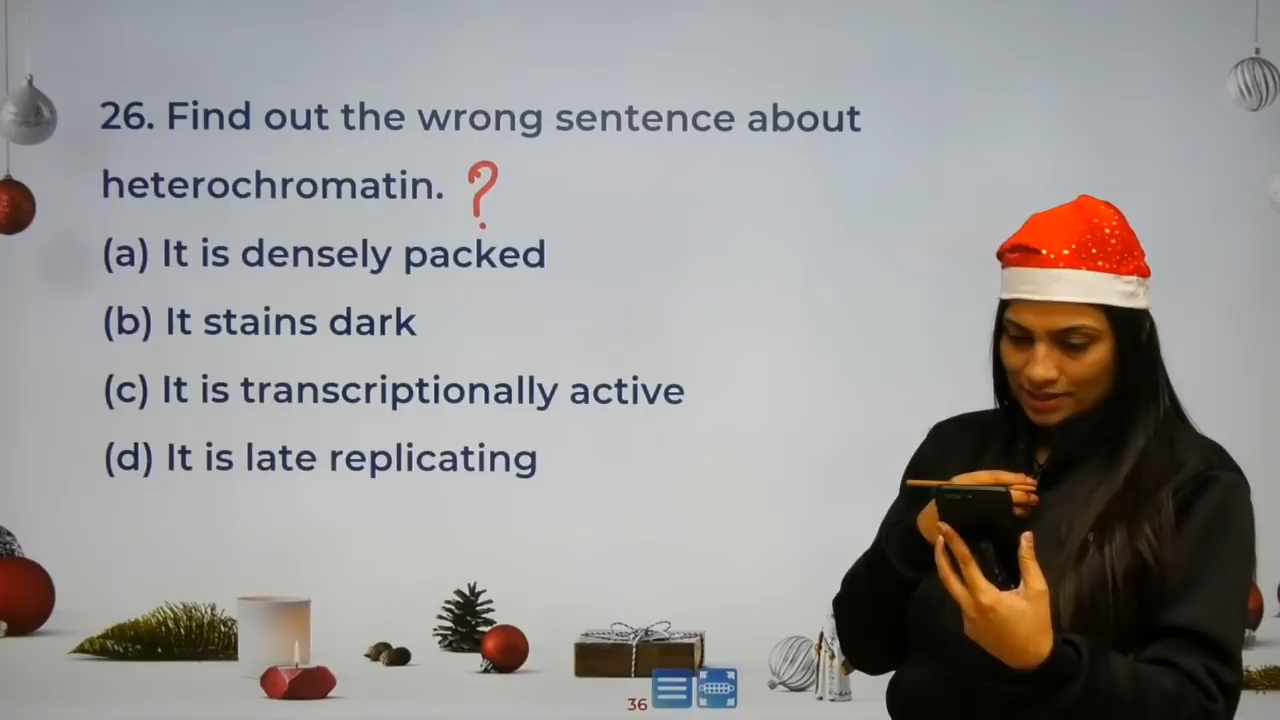 26. Find out the wrong sentence about
heterochromatin. ?
(a) It is densely packed
(b) It stains dark
(c) It is transcriptionally active
(d) It is late replicating
36